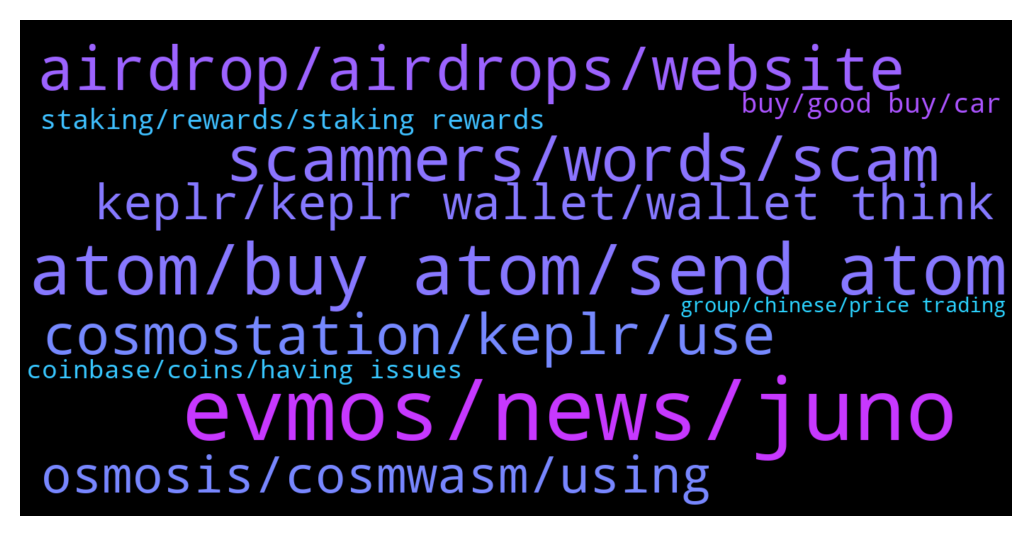 airdrop/airdrops/website
buy/good buy/car
staking/rewards/staking rewards
scammers/words/scam
keplr/keplr wallet/wallet think
atom/buy atom/send atom
group/chinese/price trading
cosmostation/keplr/use
coinbase/coins/having issues
evmos/news/juno
osmosis/cosmwasm/using